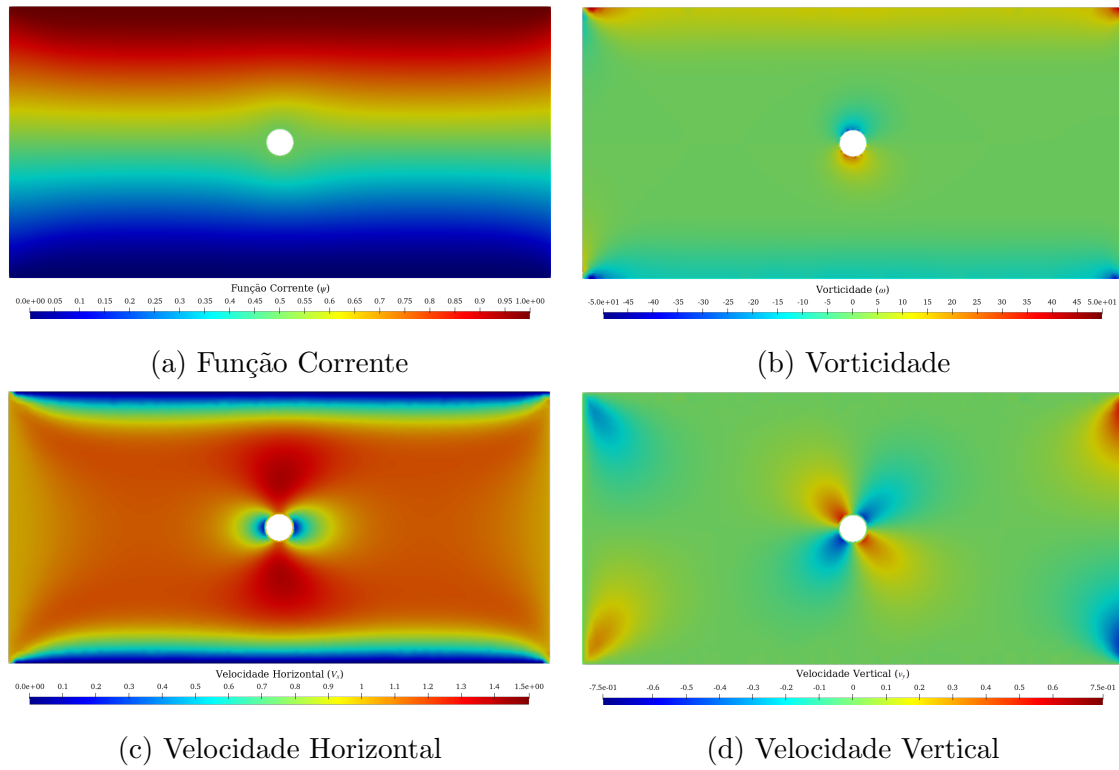 Função Corrente (ψ)
0.0e+00 0.05 0.1 0.15 0.2 0.25 0.3 0.35 0.4 0.45 0.5 0.55 0.6 0.65 0.7 0.75 0.8 0.85 0.9 0.95 1.0e+00
(a) Função Corrente
Vorticidade (ω)
-5.0e+01 -45 -40 -35 -30 -25 -20 -15 -10 -5 0 5 10 15 20 25 30 35 40 45 5.0e+01
(b) Vorticidade
Velocidade Horizontal (Vₓ)
0.0e+00 0.1 0.2 0.3 0.4 0.5 0.6 0.7 0.8 0.9 1 1.1 1.2 1.3 1.4 1.5e+00
(c) Velocidade Horizontal
Velocidade Vertical (vᵧ)
-7.5e-01 -0.6 -0.5 -0.4 -0.3 -0.2 -0.1 0 0.1 0.2 0.3 0.4 0.5 0.6 7.5e-01
(d) Velocidade Vertical